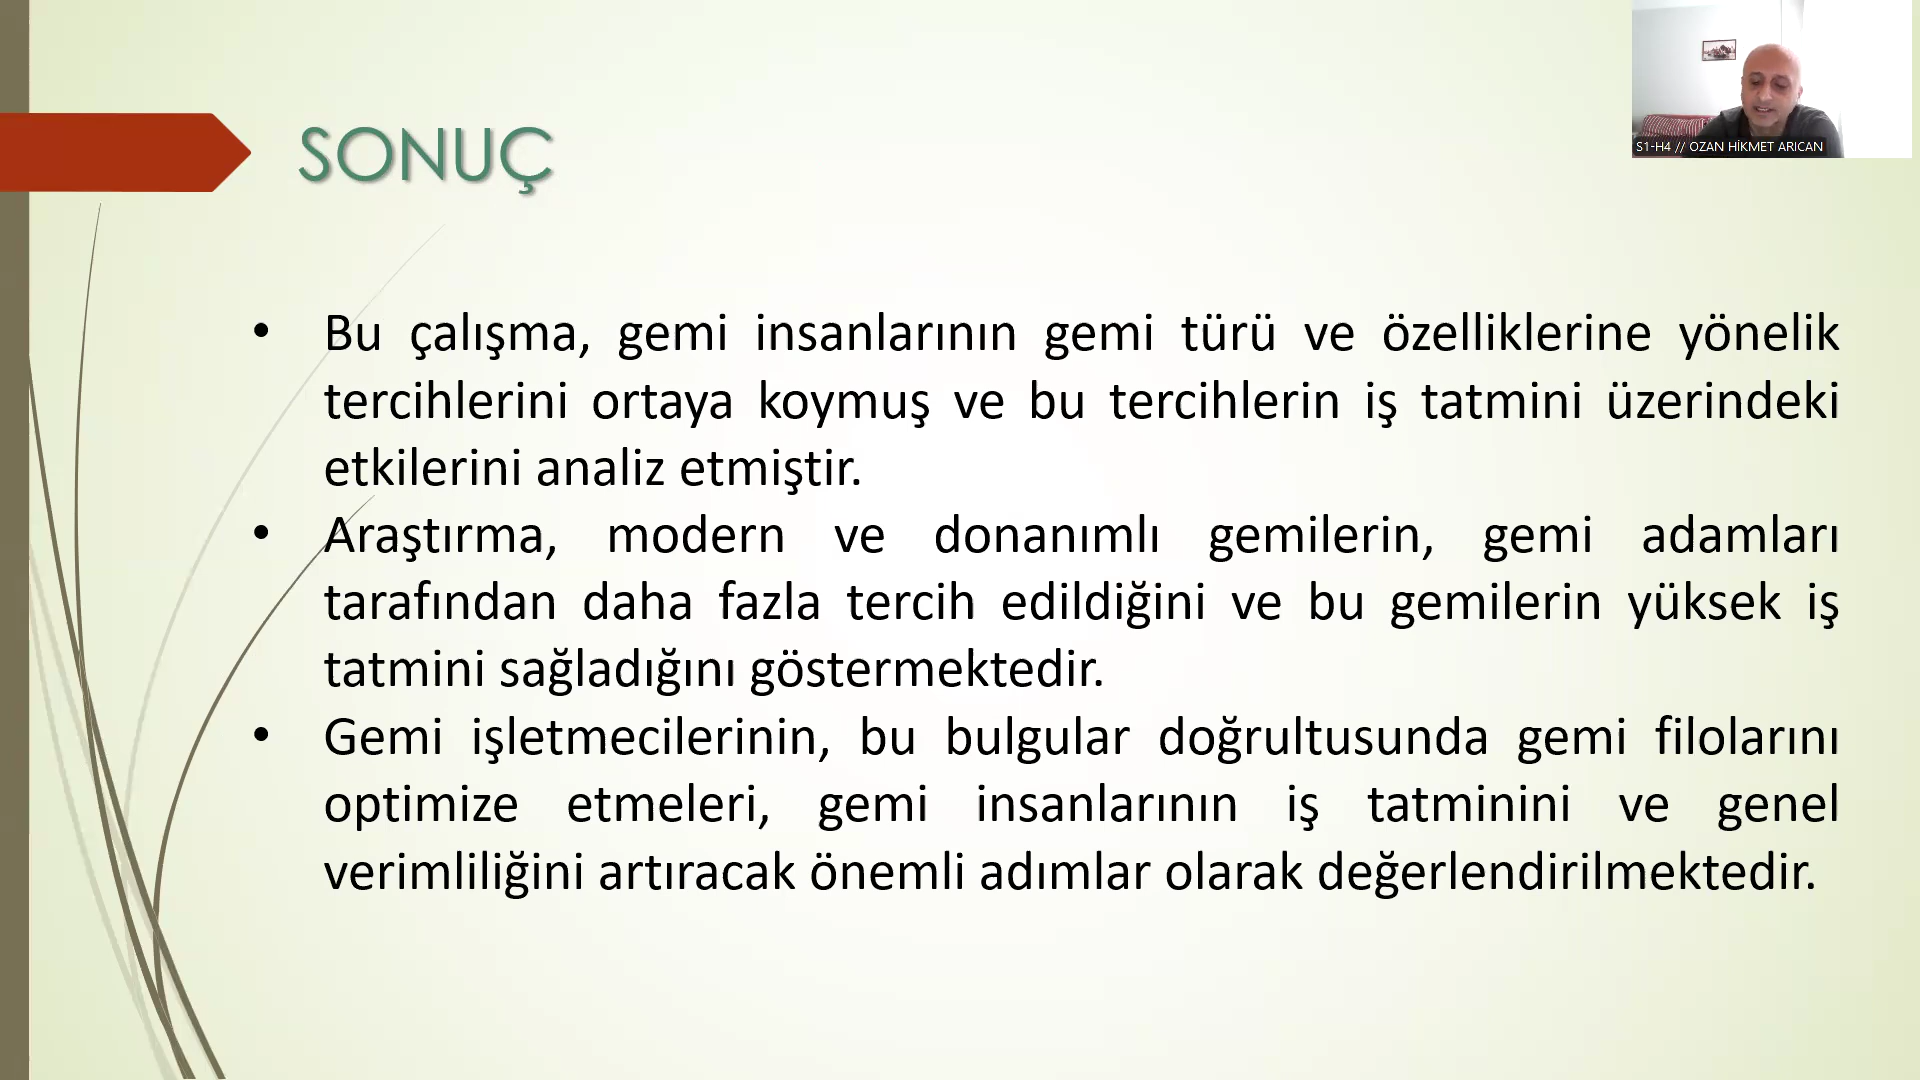 SONUÇ
S1-H4 // OZAN HİKMET ARICAN
• Bu çalışma, gemi insanlarının gemi türü ve özelliklerine yönelik
tercihlerini ortaya koymuş ve bu tercihlerin iş tatmini üzerindeki
etkilerini analiz etmiştir.
• Araştırma, modern ve donanımlı gemilerin, gemi adamları
tarafından daha fazla tercih edildiğini ve bu gemilerin yüksek iş
tatmini sağladığını göstermektedir.
• Gemi işletmecilerinin, bu bulgular doğrultusunda gemi filolarını
optimize etmeleri, gemi insanlarının iş tatminini ve genel
verimliliğini artıracak önemli adımlar olarak değerlendirilmektedir.